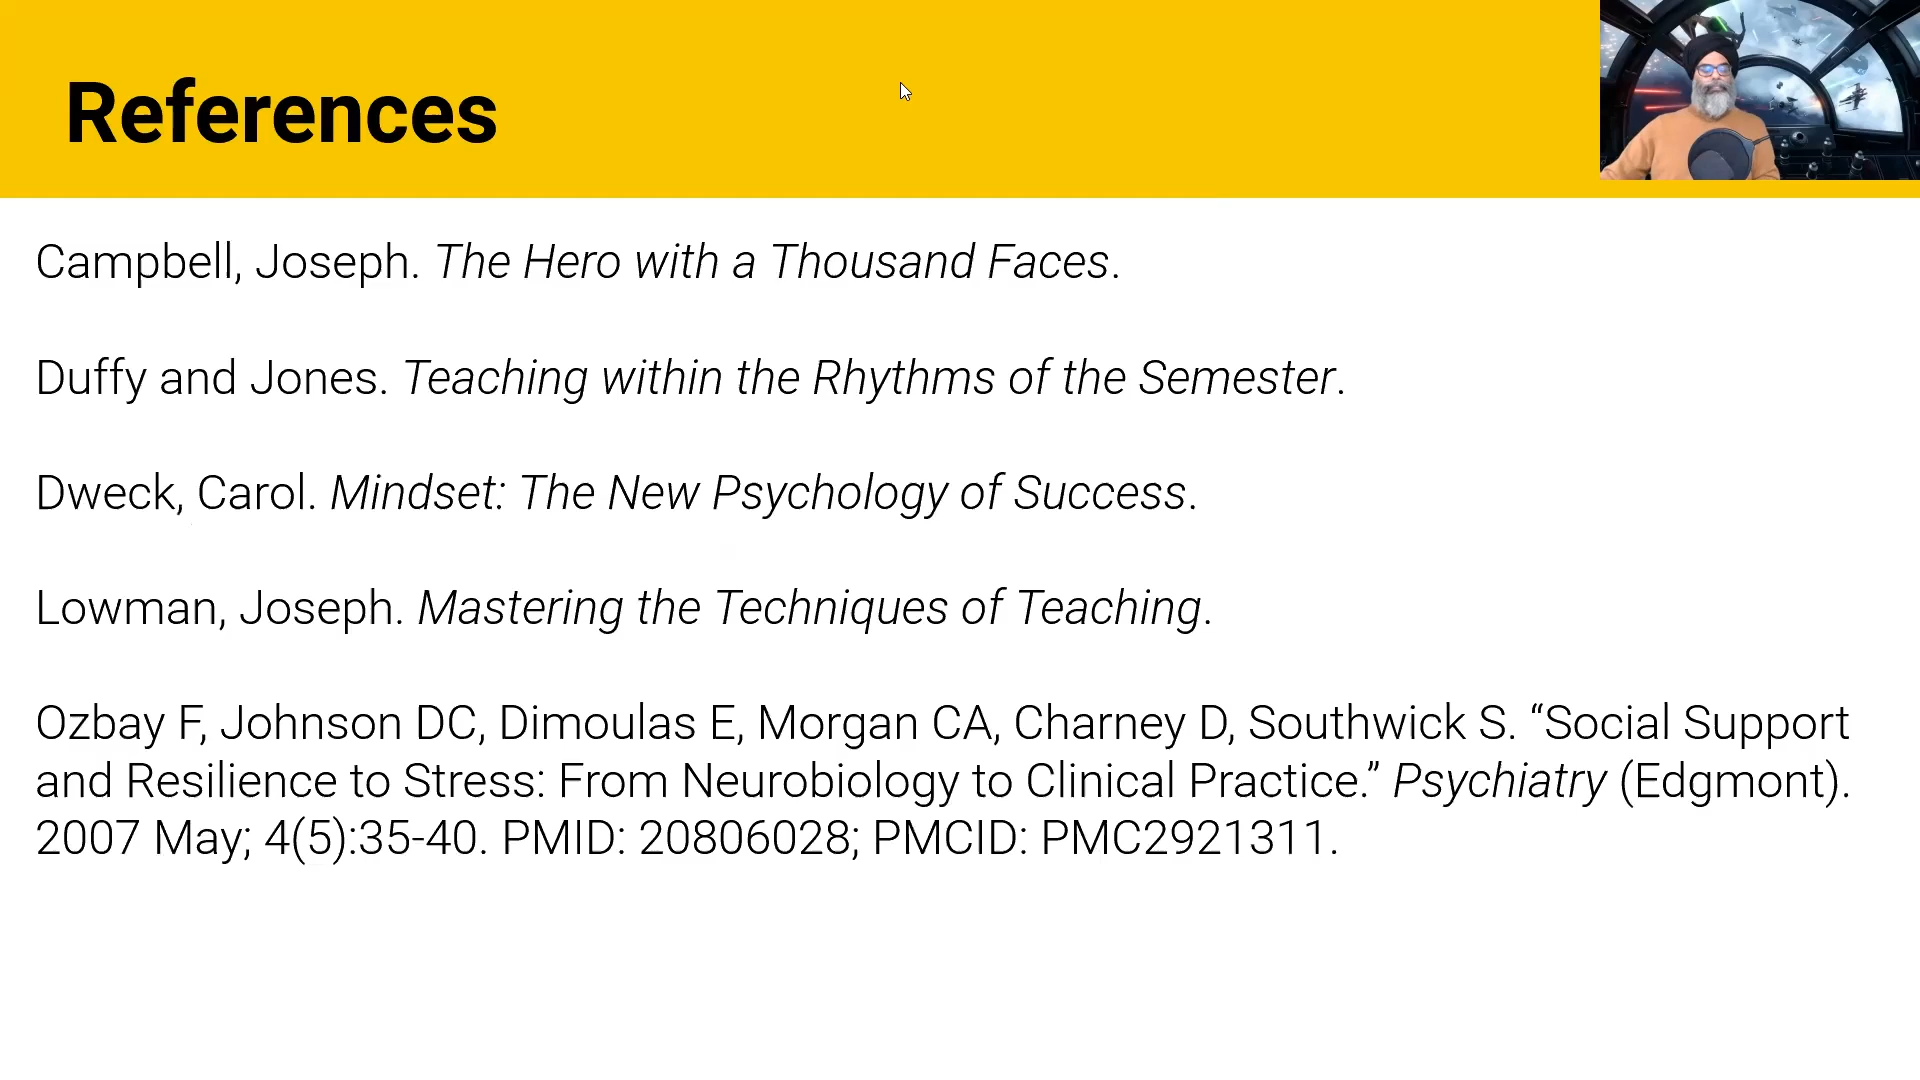 References
Campbell, Joseph. The Hero with a Thousand Faces.
Duffy and Jones. Teaching within the Rhythms of the Semester.
Dweck, Carol. Mindset: The New Psychology of Success.
Lowman, Joseph. Mastering the Techniques of Teaching.
Ozbay F, Johnson DC, Dimoulas E, Morgan CA, Charney D, Southwick S. “Social Support
and Resilience to Stress: From Neurobiology to Clinical Practice.” Psychiatry (Edgmont).
2007 May; 4(5):35-40. PMID: 20806028; PMCID: PMC2921311.